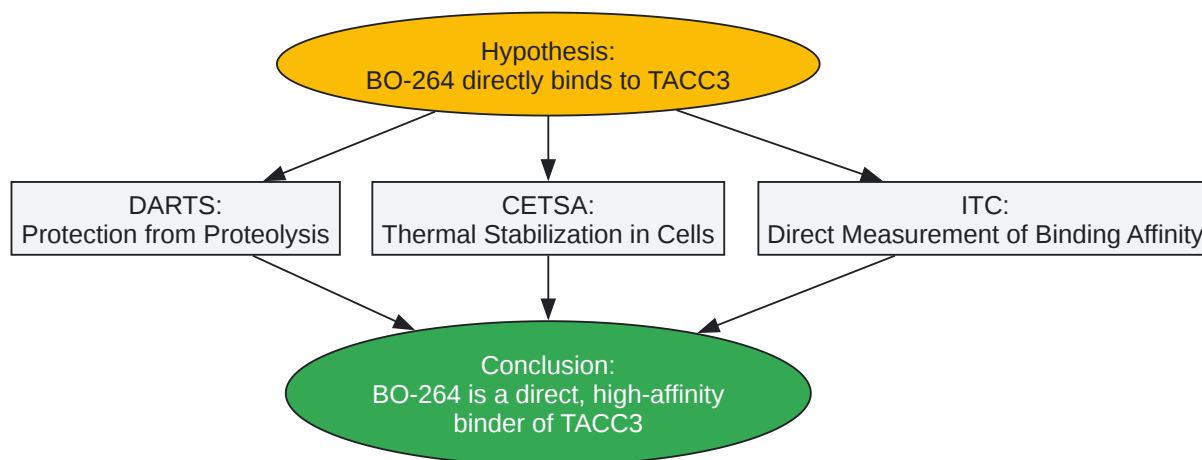 Hypothesis:
BO-264 directly binds to TACC3
DARTS:
Protection from Proteolysis
CETSA:
Thermal Stabilization in Cells
ITC:
Direct Measurement of Binding Affinity
Conclusion:
BO-264 is a direct, high-affinity
binder of TACC3